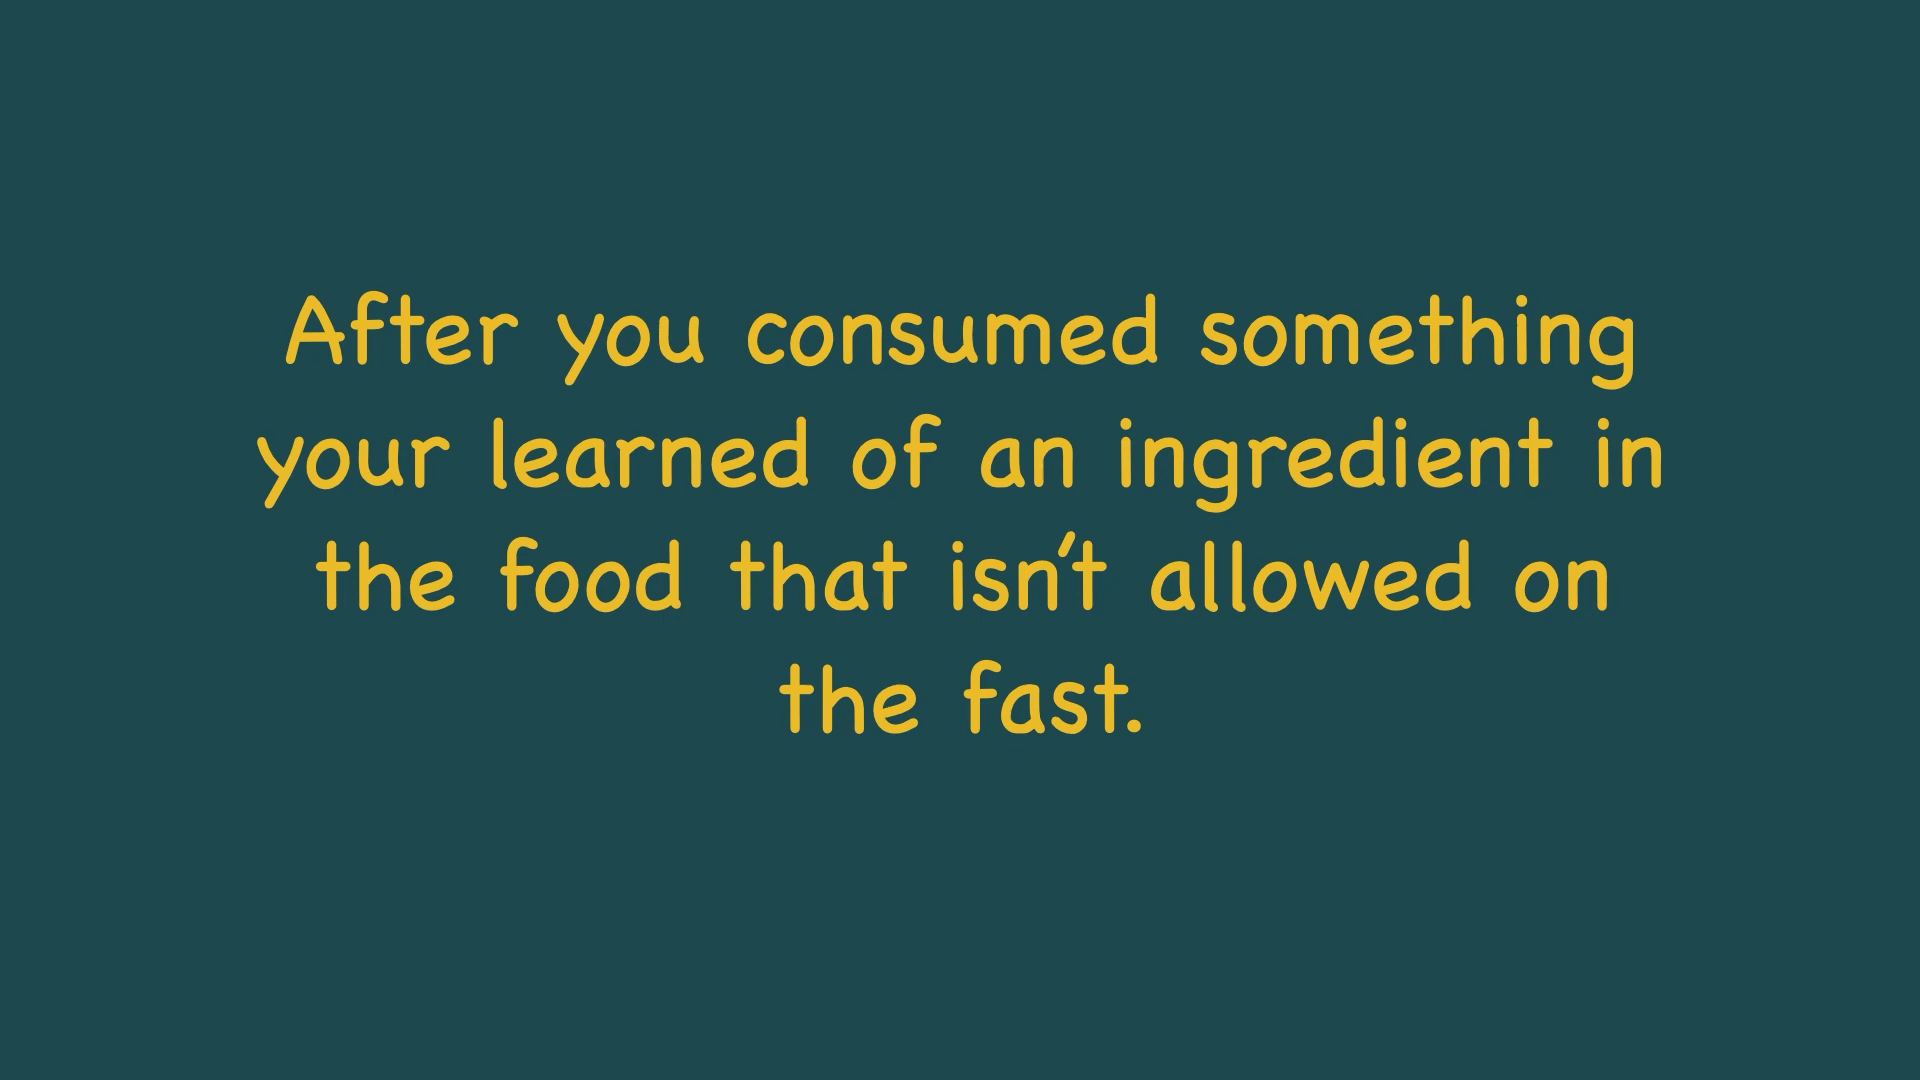 After you consumed something
your learned of an ingredient in
the food that isn't allowed on
the fast.